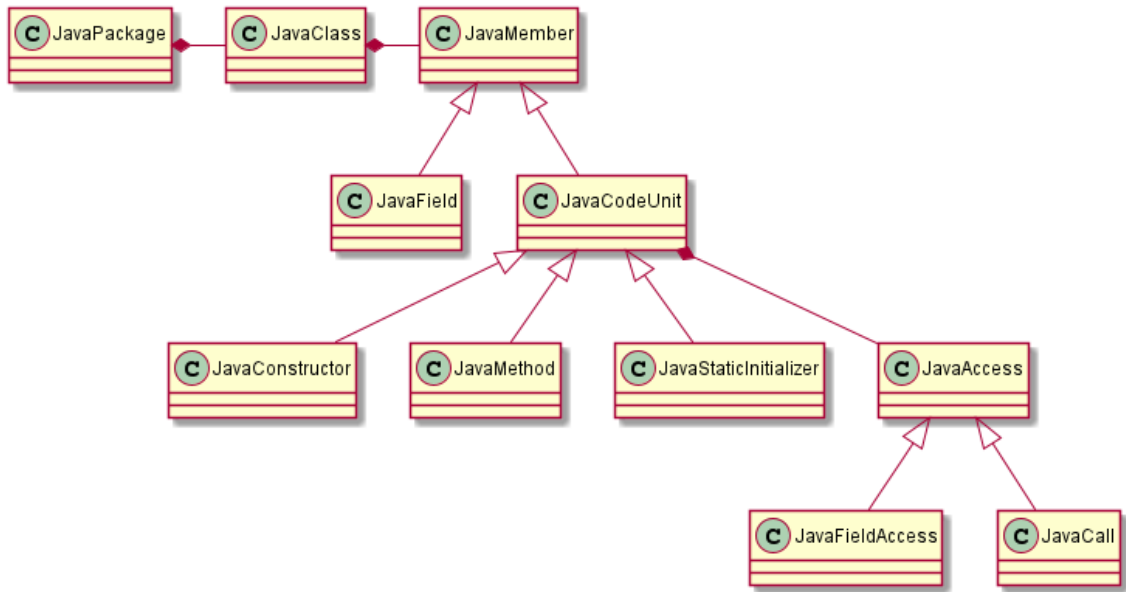 C JavaPackage
C JavaClass
C JavaMember
C JavaField
C JavaCodeUnit
C JavaConstructor
C JavaMethod
C JavaStaticInitializer
C JavaAccess
C JavaFieldAccess
C JavaCall